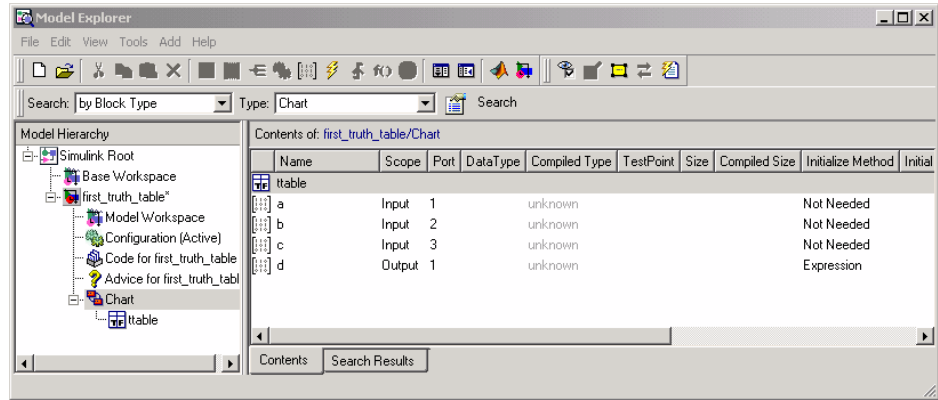 Model Explorer
File Edit View Tools Add Help
Search: by Block Type Type: Chart Search
Model Hierarchy
Contents of: first_truth_table/Chart
Simulink Root
Base Workspace
first_truth_table*
Model Workspace
Configuration (Active)
Code for first_truth_table
Advice for first_truth_tabl
Chart
ttable
Name Scope Port DataType Compiled Type TestPoint Size Compiled Size Initialize Method Initial
ttable
a Input 1 unknown Not Needed
b Input 2 unknown Not Needed
c Input 3 unknown Not Needed
d Output 1 unknown Expression
Contents Search Results